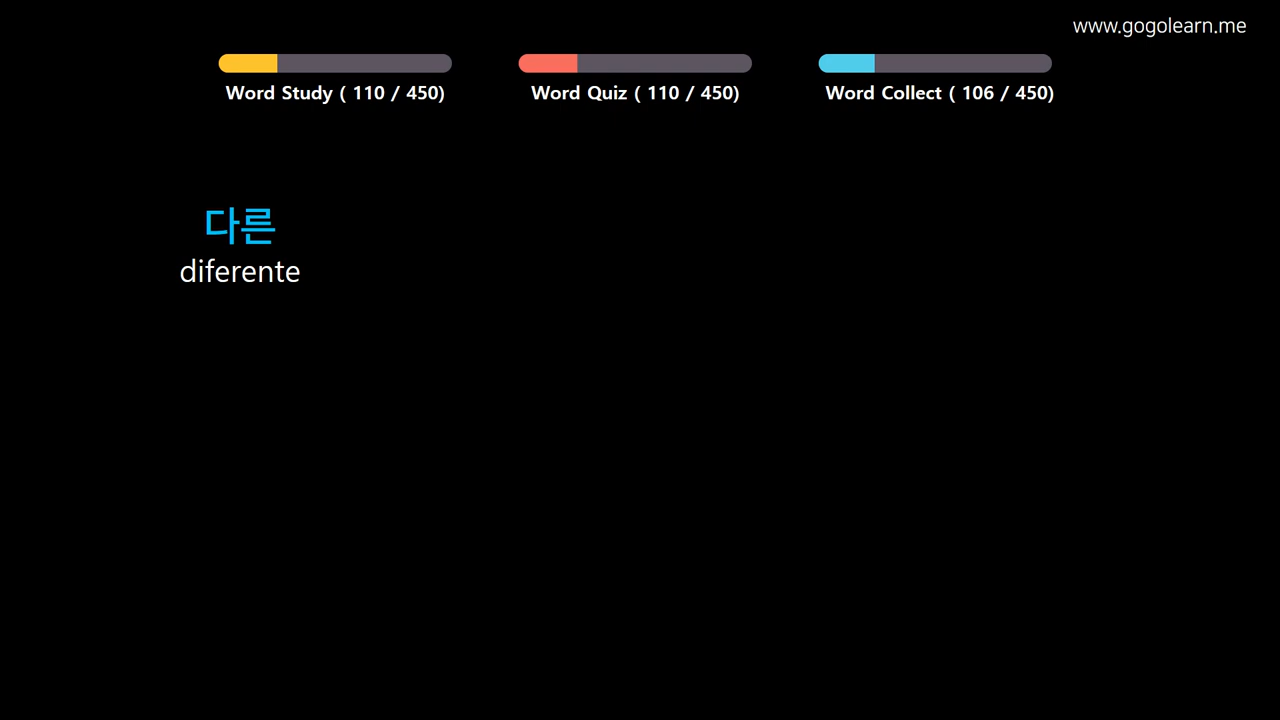 www.gogolearn.me
Word Study ( 110 / 450)
Word Quiz ( 110 / 450)
Word Collect ( 106 / 450)
다른
diferente